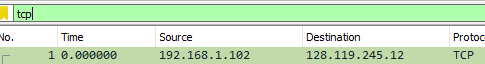 tcp
No. Time Source Destination Protoc
1 0.000000 192.168.1.102 128.119.245.12 TCP